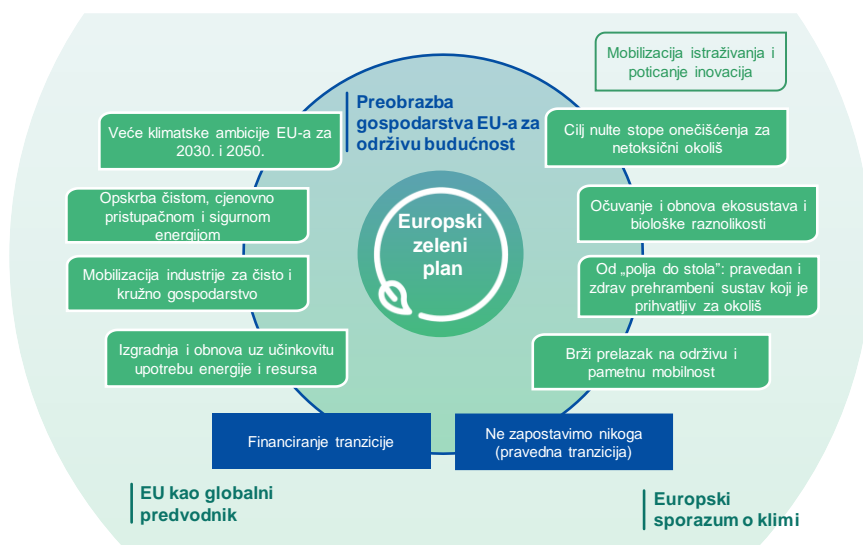 Mobilizacija istraživanja i
poticanje inovacija
Preobrazba
gospodarstva EU-a za
održivu budućnost
Veće klimatske ambicije EU-a za
2030. i 2050.
Cilj nulte stope onečišćenja za
netoksični okoliš
Opskrba čistom, cjenovno
pristupačnom i sigurnom
energijom
Očuvanje i obnova ekosustava i
biološke raznolikosti
Europski
zeleni
plan
Mobilizacija industrije za čisto i
kružno gospodarstvo
Od „polja do stola”: pravedan i
zdrav prehrambeni sustav koji je
prihvatljiv za okoliš
Izgradnja i obnova uz učinkovitu
upotrebu energije i resursa
Brži prelazak na održivu i
pametnu mobilnost
Financiranje tranzicije
Ne zapostavimo nikoga
(pravedna tranzicija)
EU kao globalni
predvodnik
Europski
sporazum o klimi